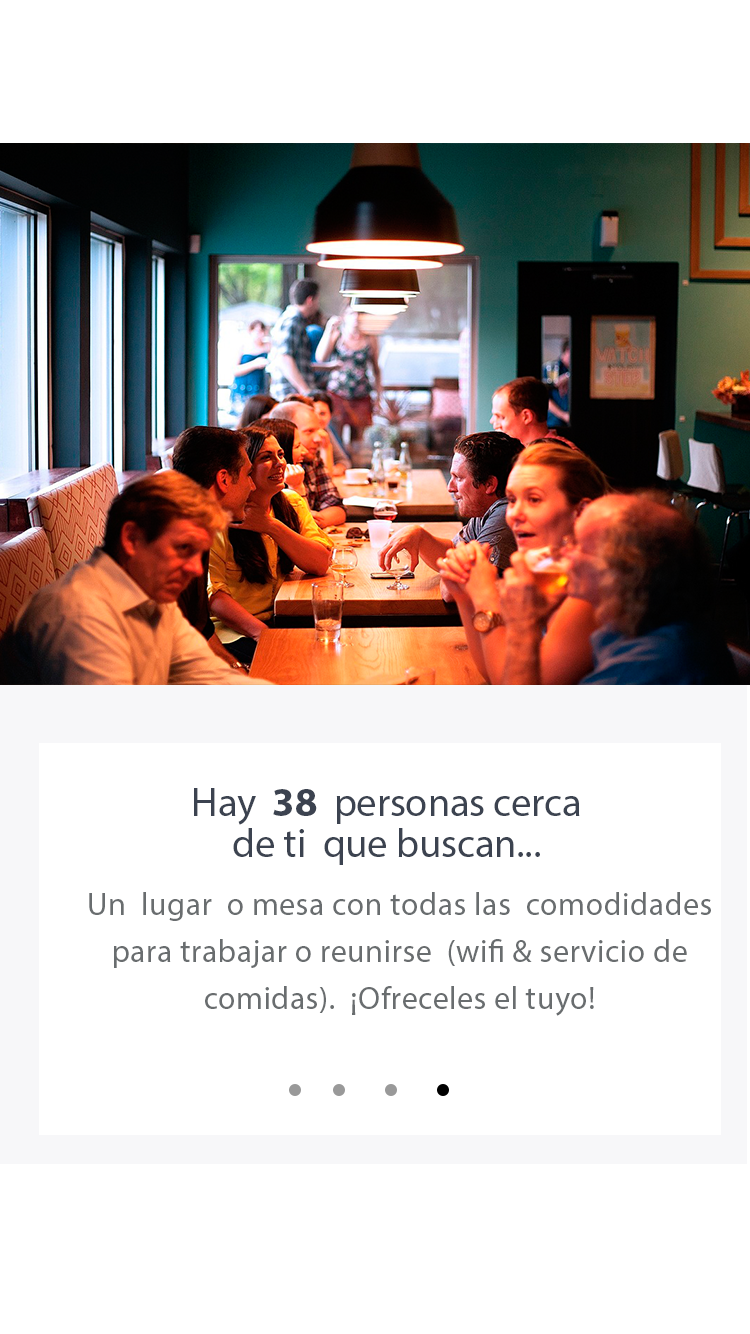 WATCH
Hay 38 personas cerca
de ti que buscan...
Un lugar o mesa con todas las comodidades
para trabajar o reunirse (wifi & servicio de
comidas). ¡Ofreceles el tuyo!